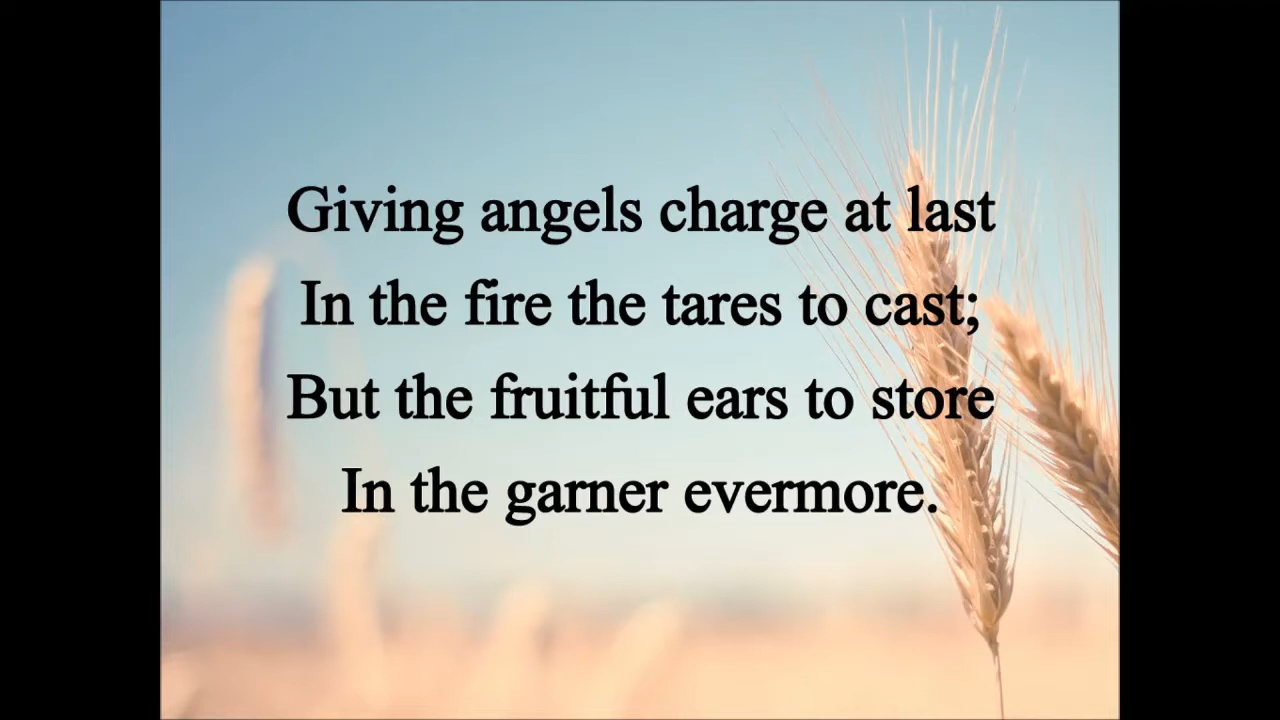 Giving angels charge at last
In the fire the tares to cast;
But the fruitful ears to store
In the garner evermore.